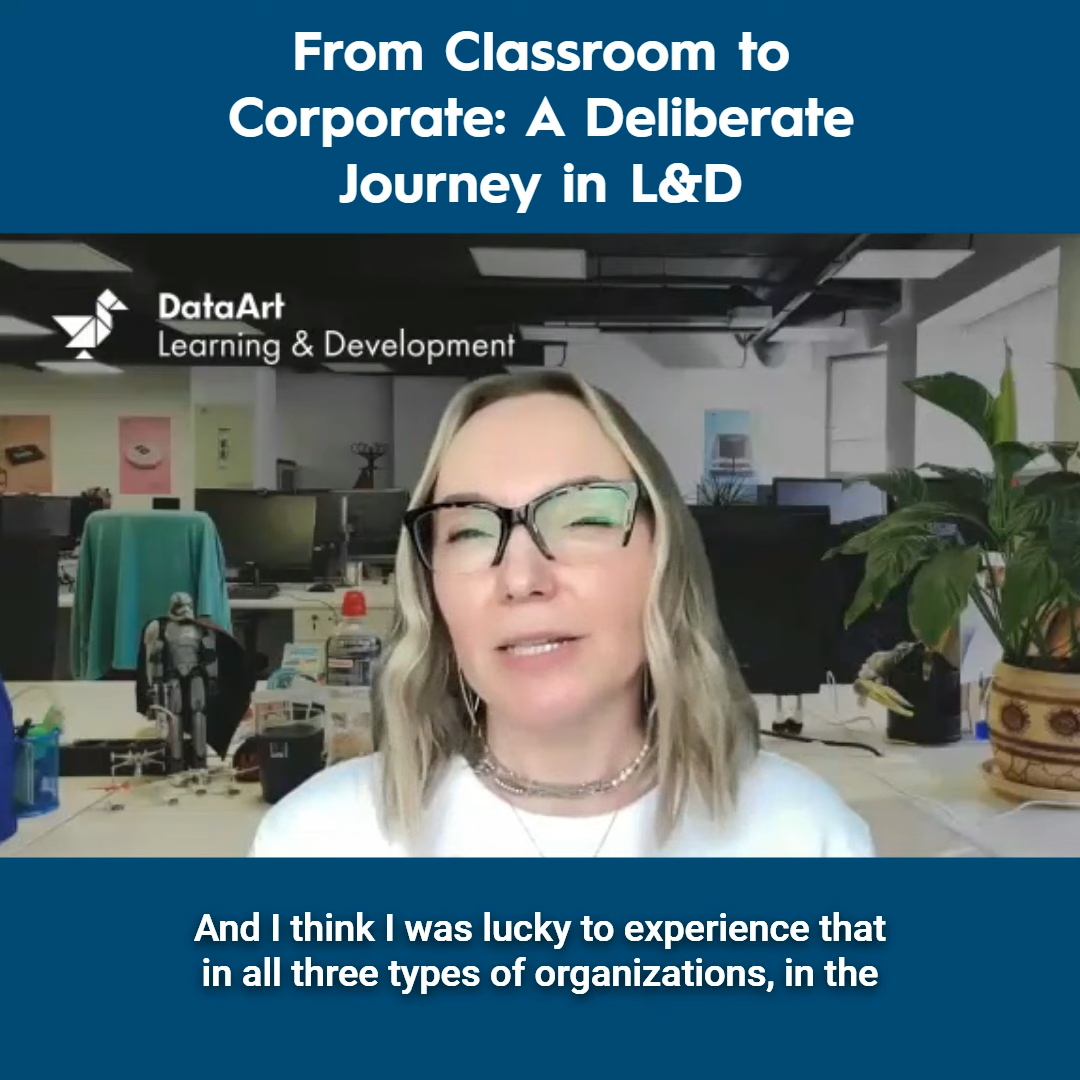 From Classroom to
Corporate: A Deliberate
Journey in L&D
DataArt
Learning & Development
And I think I was lucky to experience that
in all three types of organizations, in the